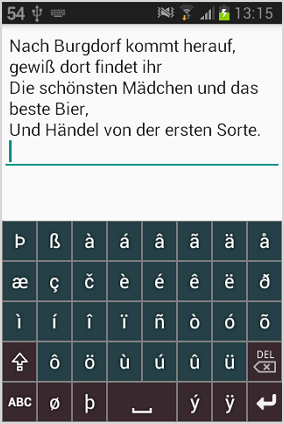 54 13:15
Nach Burgdorf kommt herauf,
gewiß dort findet ihr
Die schönsten Mädchen und das
beste Bier,
Und Händel von der ersten Sorte.
Þ ß à á â ã ä å
æ ç č è é ê ë ð
ì í î ï ñ ò ó õ
ô ö ù ú û ü DEL
ABC ø þ ý ÿ